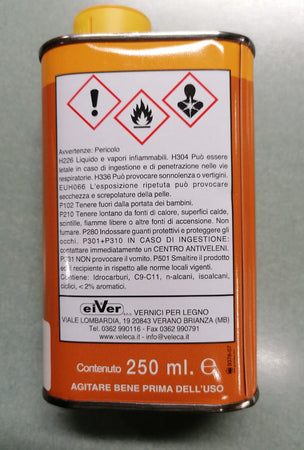 Avvertenze: Pericolo
H226 Liquido e vapori infiammabili. H304 Può essere
letale in caso di ingestione e di penetrazione nelle vie
respiratorie. H336 Può provocare sonnolenza o vertigini.
EUH066 L'esposizione ripetuta può provocare
secchezza e screpolature della pelle.
P102 Tenere fuori dalla portata dei bambini.
P210 Tenere lontano da fonti di calore, superfici calde,
scintille, fiamme libere o altre fonti di accensione. Non
fumare. P280 Indossare guanti protettivi e proteggere gli
occhi. P301+P310 IN CASO DI INGESTIONE:
contattare immediatamente un CENTRO ANTIVELENI.
P331 NON provocare il vomito. P501 Smaltire il prodotto
e il recipiente in rispetto alle norme locali vigenti.
Contiene: Idrocarburi, C9-C11, n-alcani, isoalcani,
ciclici, < 2% aromatici.
eiVer s.r.l. VERNICI PER LEGNO
VIALE LOMBARDIA, 19 20843 VERANO BRIANZA (MB)
Tel. 0362 990116 - Fax 0362 990791
www.veleca.it - info@veleca.it
Contenuto 250 ml. e
AGITARE BENE PRIMA DELL'USO